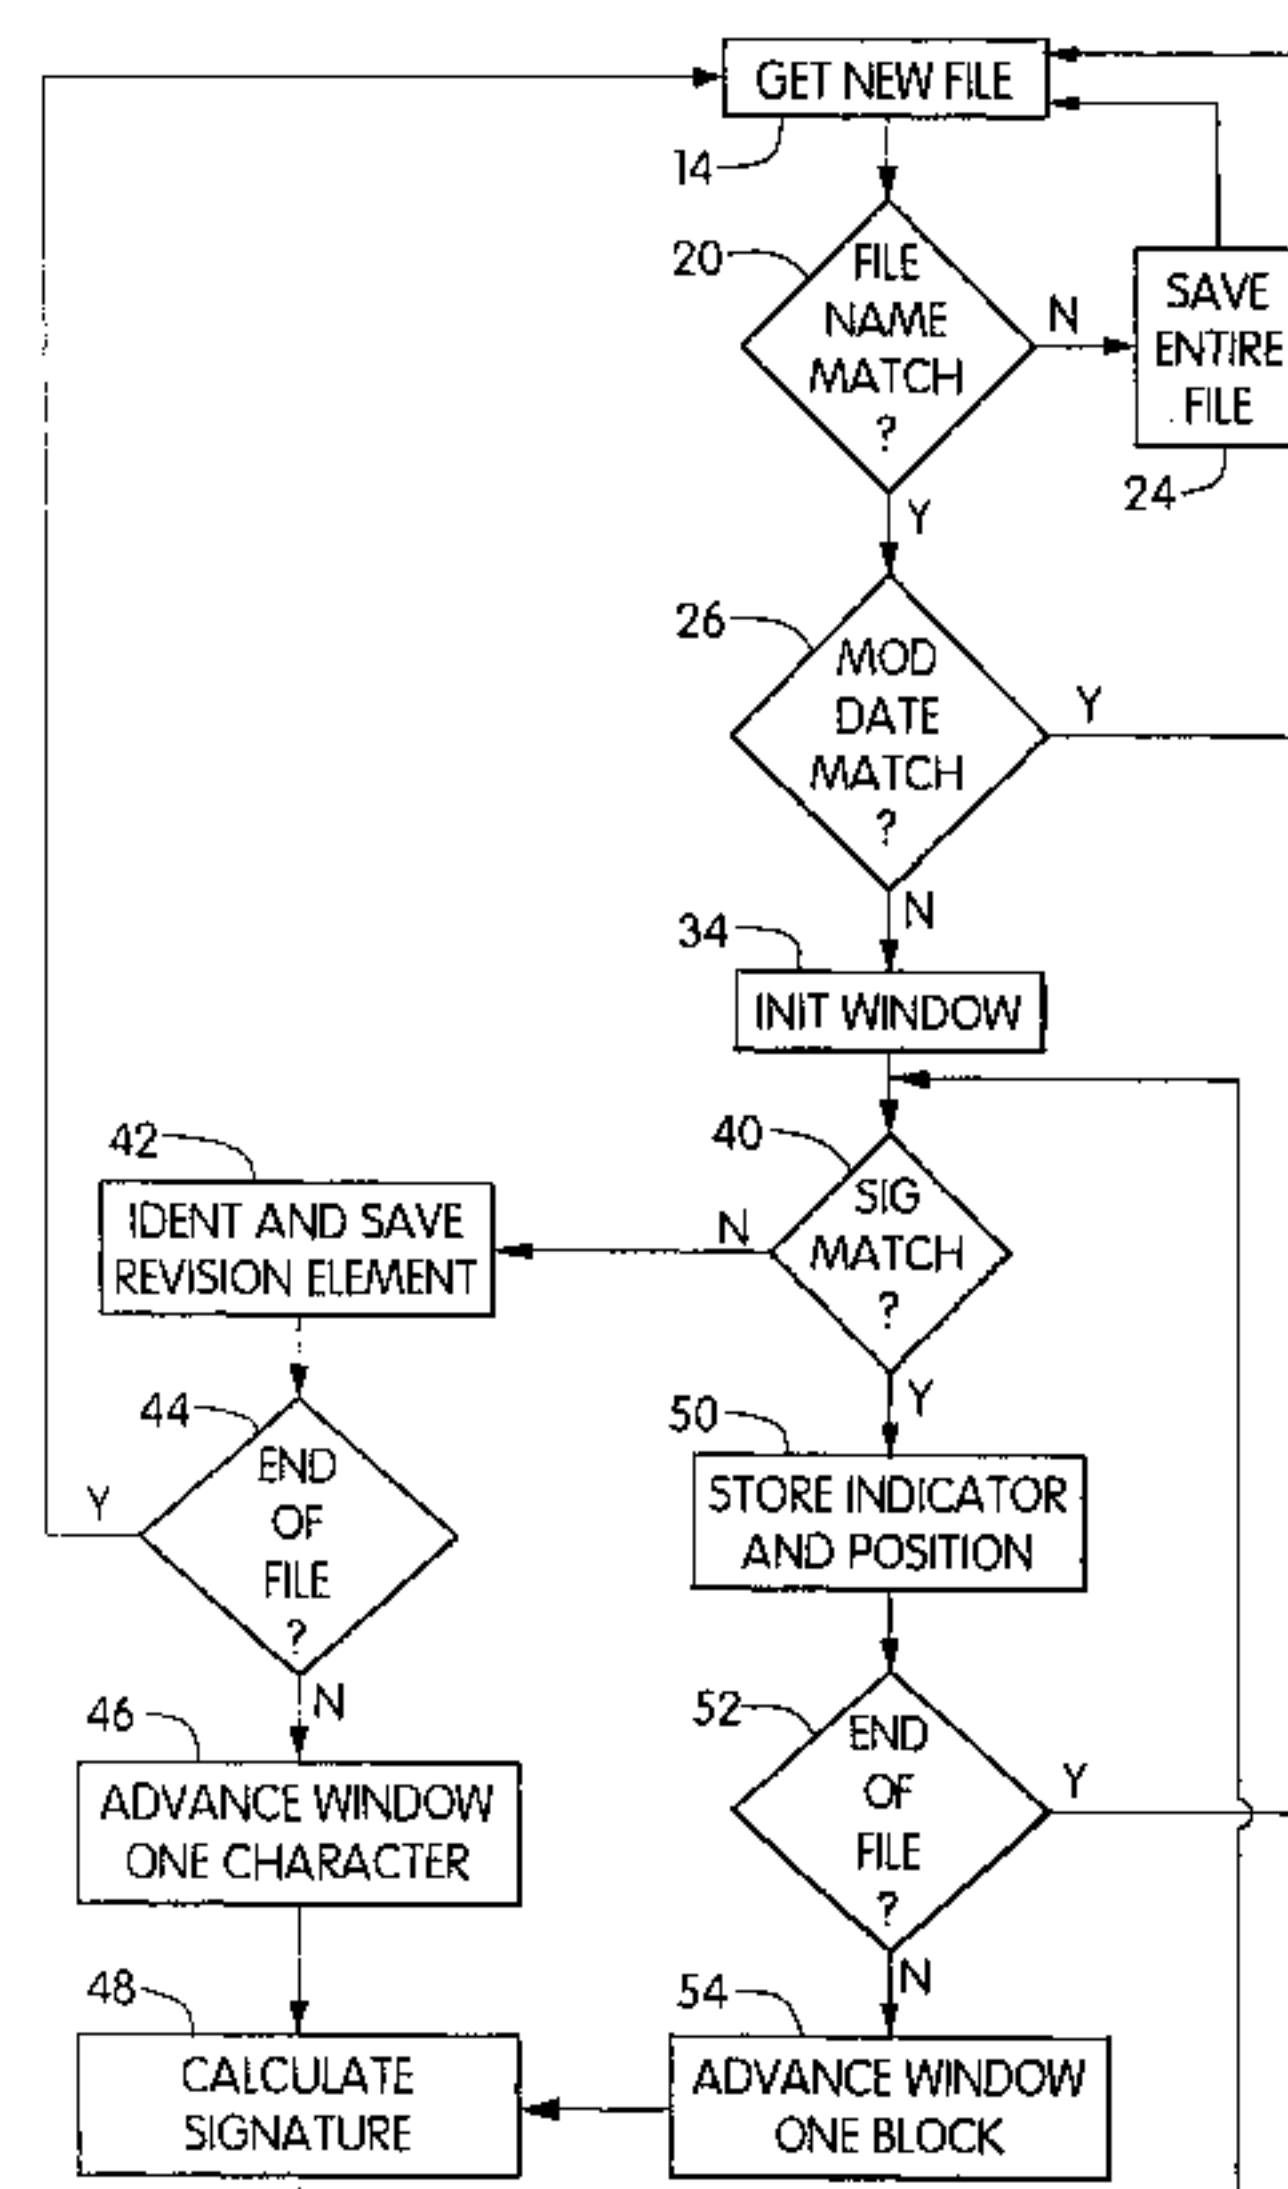 GET NEW FILE
14
20
FILE
NAME
MATCH
?
N
SAVE
ENTIRE
FILE
24
Y
26
MOD
DATE
MATCH
?
Y
N
34
INIT WINDOW
40
SIG
MATCH
?
N
42
IDENT AND SAVE
REVISION ELEMENT
Y
44
END
OF
FILE
?
Y
N
50
STORE INDICATOR
AND POSITION
52
END
OF
FILE
?
Y
N
46
ADVANCE WINDOW
ONE CHARACTER
48
CALCULATE
SIGNATURE
54
ADVANCE WINDOW
ONE BLOCK